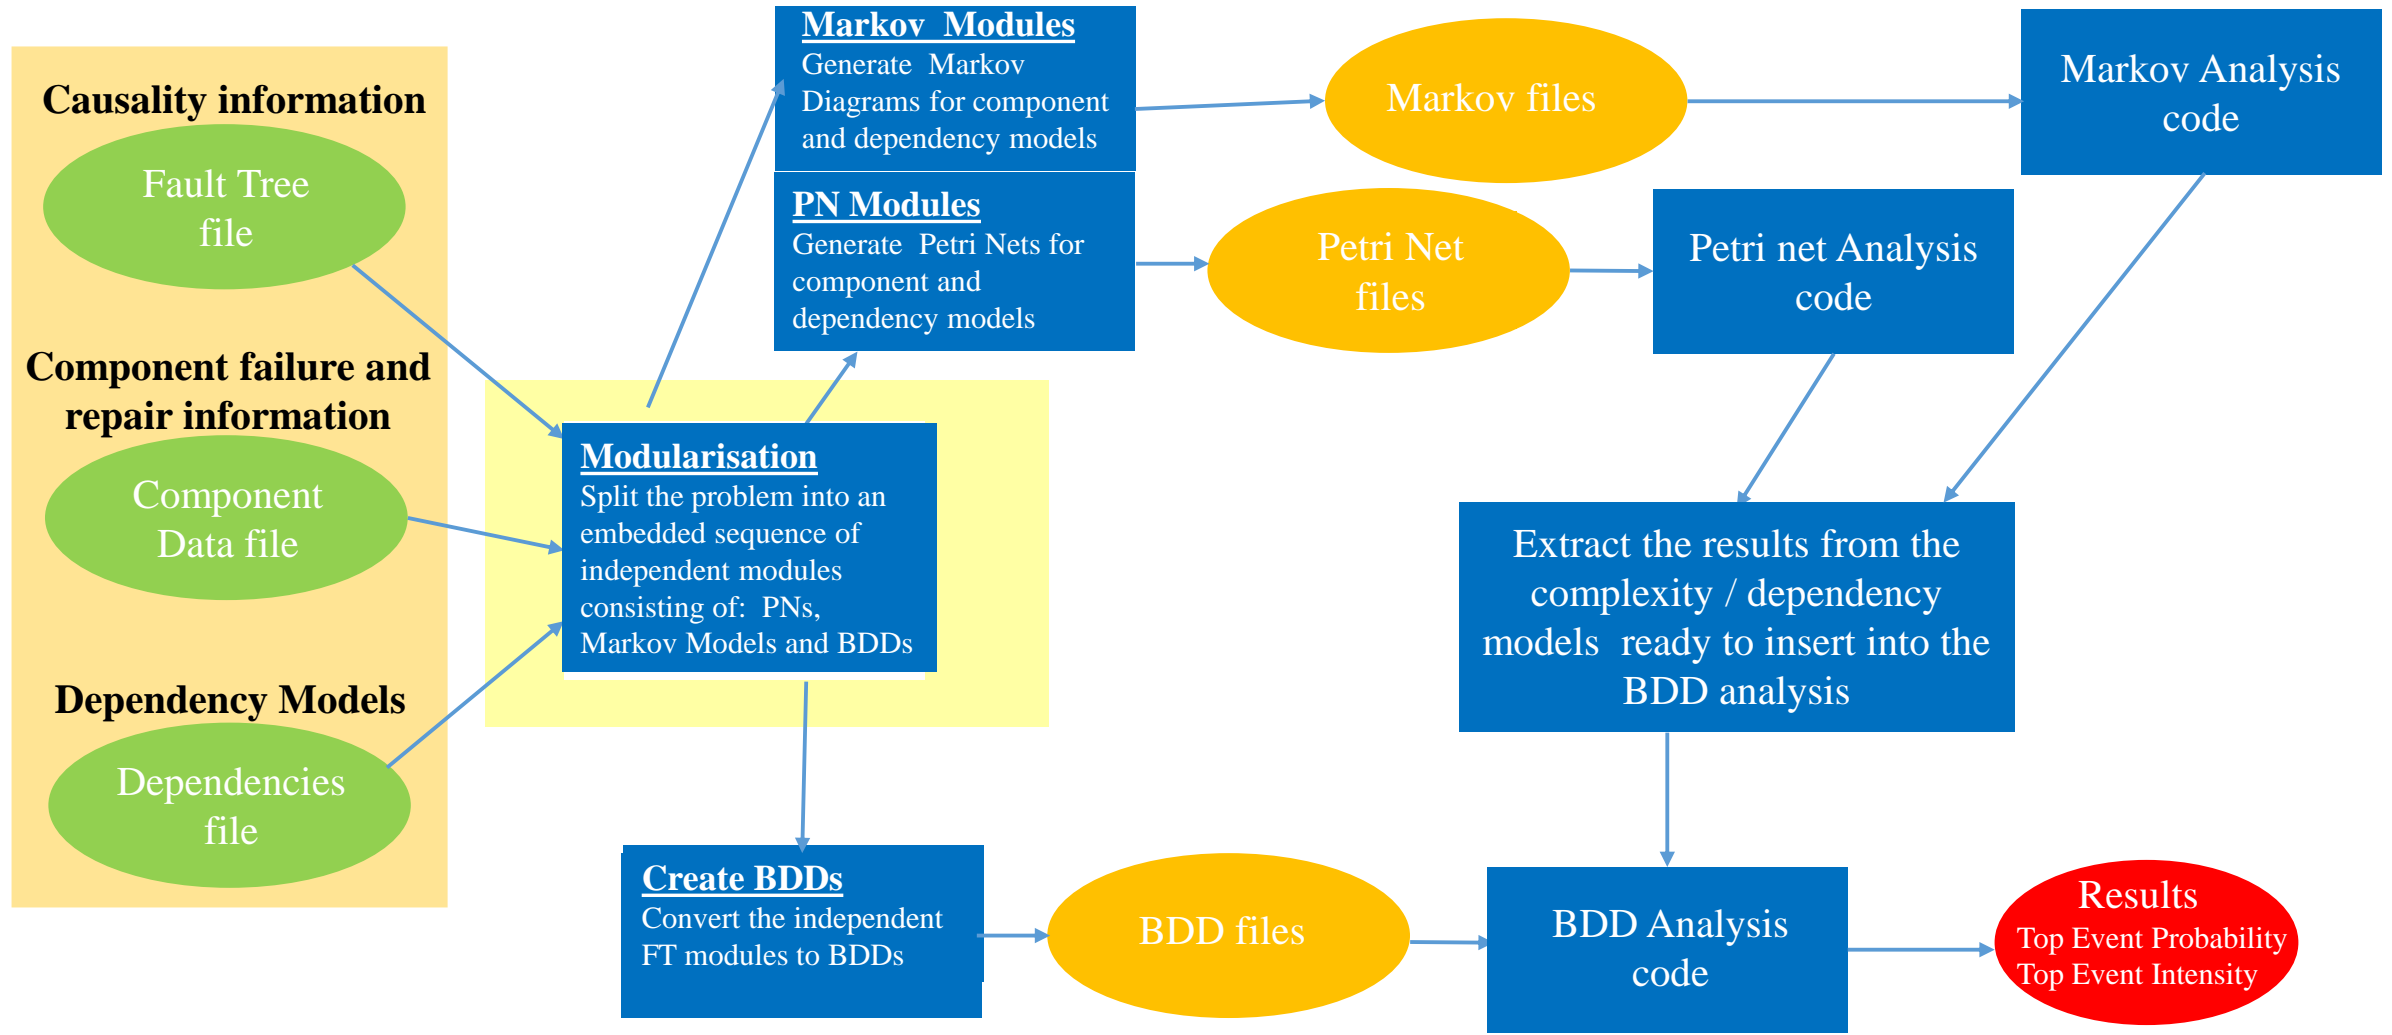 Causality information
Fault Tree
file
Component failure and
repair information
Component
Data file
Dependency Models
Dependencies
file
Modularisation
Split the problem into an
embedded sequence of
independent modules
consisting of: PNs,
Markov Models and BDDs
Markov Modules
Generate Markov
Diagrams for component
and dependency models
PN Modules
Generate Petri Nets for
component and
dependency models
Markov files
Petri Net
files
Markov Analysis
code
Petri net Analysis
code
Extract the results from the
complexity / dependency
models ready to insert into the
BDD analysis
Create BDDs
Convert the independent
FT modules to BDDs
BDD files
BDD Analysis
code
Results
Top Event Probability
Top Event Intensity